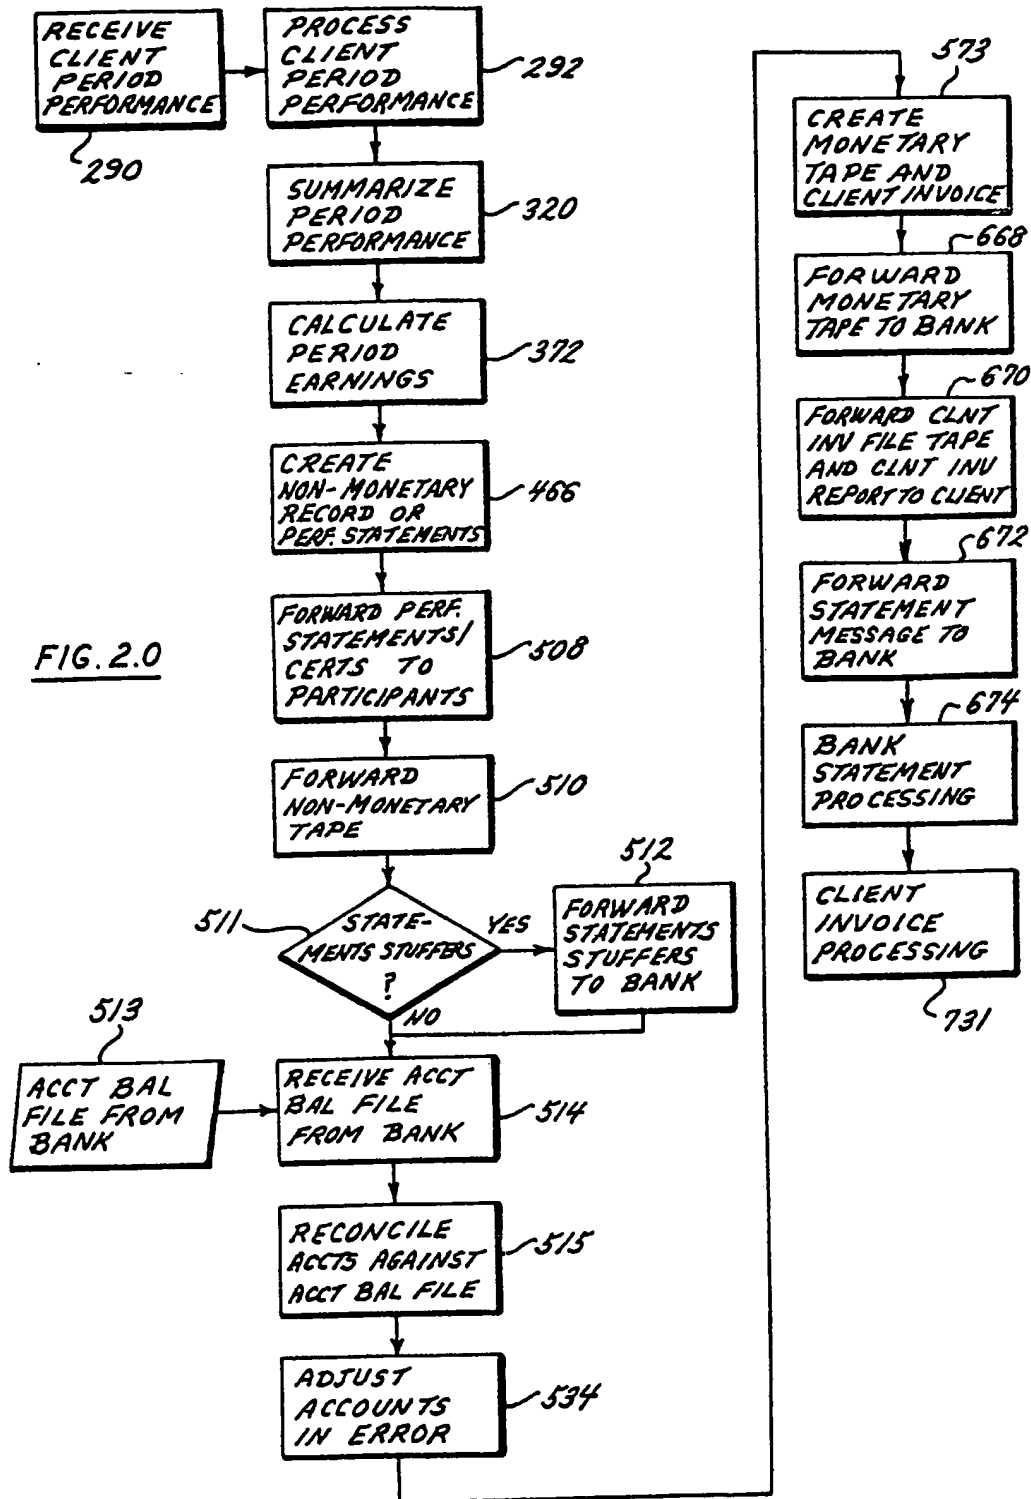 RECEIVE
CLIENT
PERIOD
PERFORMANCE
290
PROCESS
CLIENT
PERIOD
PERFORMANCE
292
SUMMARIZE
PERIOD
PERFORMANCE
320
CALCULATE
PERIOD
EARNINGS
372
CREATE
NON-MONETARY
RECORD OR
PERF. STATEMENTS
466
FORWARD PERF.
STATEMENTS/
CERTS TO
PARTICIPANTS
508
FIG. 2.0
FORWARD
NON-MONETARY
TAPE
510
511
STATE-
MENTS STUFFERS
?
YES
NO
512
FORWARD
STATEMENTS
STUFFERS
TO BANK
513
ACCT BAL
FILE FROM
BANK
RECEIVE ACCT
BAL FILE
FROM BANK
514
RECONCILE
ACCTS AGAINST
ACCT BAL FILE
515
ADJUST
ACCOUNTS
IN ERROR
534
573
CREATE
MONETARY
TAPE AND
CLIENT INVOICE
668
FORWARD
MONETARY
TAPE TO BANK
670
FORWARD CLNT
INV FILE TAPE
AND CLNT INV
REPORT TO CLIENT
672
FORWARD
STATEMENT
MESSAGE TO
BANK
674
BANK
STATEMENT
PROCESSING
CLIENT
INVOICE
PROCESSING
731